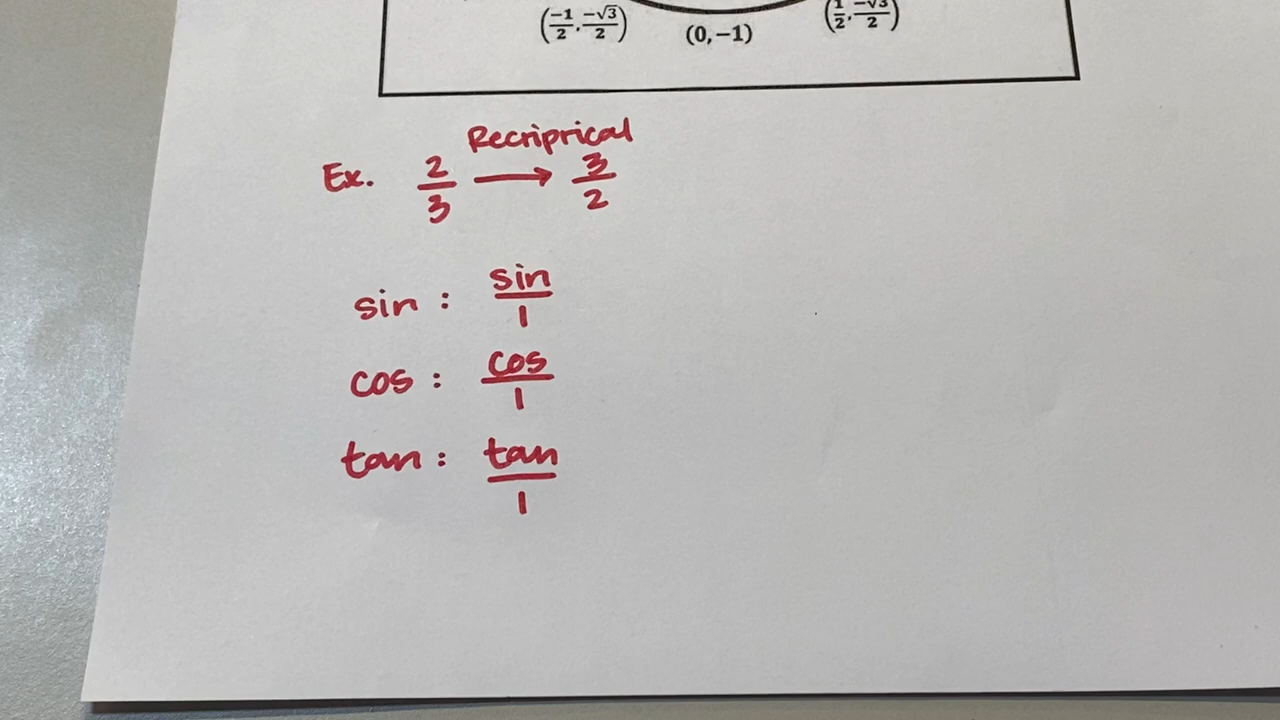 (-1/2, -√3/2) (0,-1) (1/2, -√3/2)
Recriprical
Ex. 2/3 → 3/2
sin : sin/1
cos : cos/1
tan : tan/1